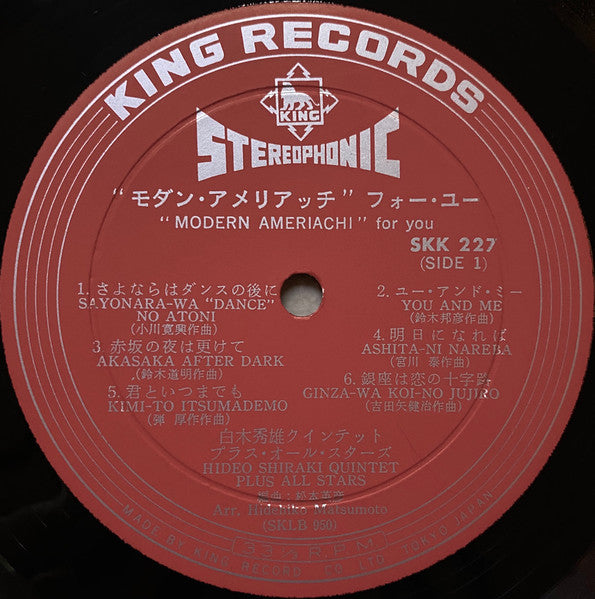 KING RECORDS
KING
STEREOPHONIC
“モダン・アメリアッチ” フォー・ユー
“MODERN AMERIACHI” for you
SKK 227
(SIDE 1)
1. さよならはダンスの後に
SAYONARA-WA “DANCE”
NO ATONI
(小川寛興作曲)
2. ユー・アンド・ミー
YOU AND ME
(鈴木邦彦作曲)
3. 赤坂の夜は更けて
AKASAKA AFTER DARK
(鈴木道明作曲)
4. 明日になれば
ASHITA-NI NAREBA
(宮川 泰作曲)
5. 君といつまでも
KIMI-TO ITSUMADEMO
(弾 厚作作曲)
6. 銀座は恋の十字路
GINZA-WA KOI-NO JUJIRO
(吉田矢健治作曲)
白木秀雄クインテット
プラス・オール・スターズ
HIDEO SHIRAKI QUINTET
PLUS ALL STARS
編曲：松本英彦
Arr. Hidehiko Matsumoto
(SKLB 950)
33⅓ R.P.M
MADE BY KING RECORD CO. LTD. TOKYO JAPAN